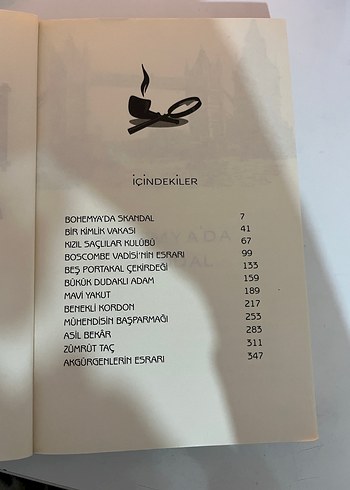 İÇİNDEKİLER
BOHEMYA'DA SKANDAL 7
BİR KİMLİK VAKASI 41
KIZIL SAÇLILAR KULÜBÜ 67
BOSCOMBE VADİSİ'NİN ESRARI 99
BEŞ PORTAKAL ÇEKİRDEĞİ 133
BÜKÜK DUDAKLI ADAM 159
MAVİ YAKUT 189
BENEKLİ KORDON 217
MÜHENDİSİN BAŞPARMAĞI 253
ASİL BEKÂR 283
ZÜMRÜT TAÇ 311
AKGÜRGENLERİN ESRARI 347